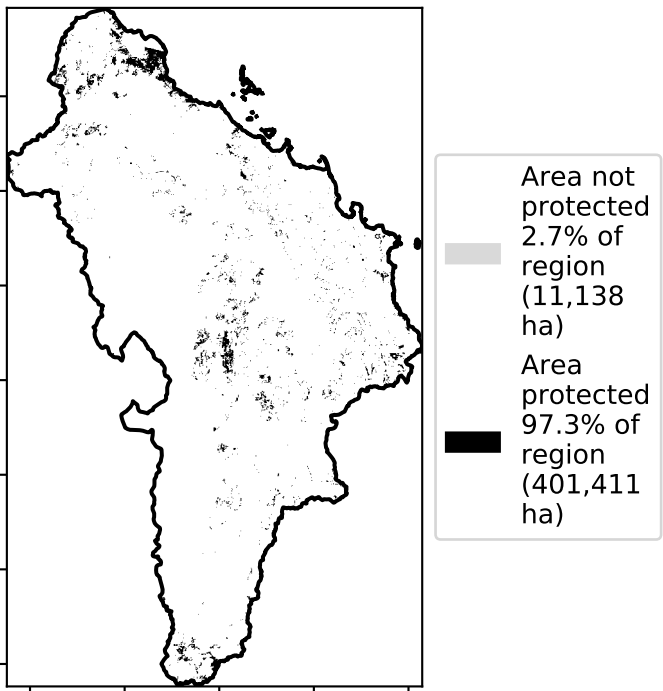 Area not
protected
2.7% of
region
(11,138
ha)
Area
protected
97.3% of
region
(401,411
ha)